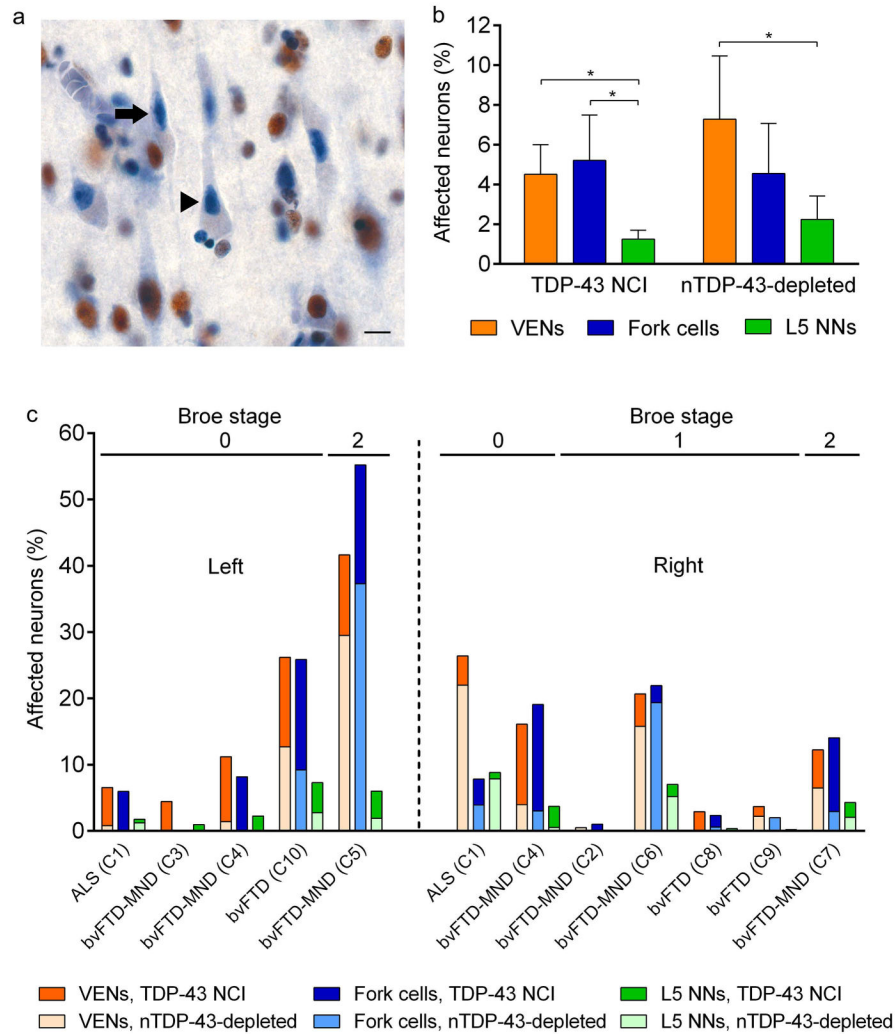 a
b
Affected neurons (%)
12
10
8
6
4
2
0
*
*
*
TDP-43 NCI
nTDP-43-depleted
VENs
Fork cells
L5 NNs
c
Broe stage
0
2
Broe stage
0
1
2
Affected neurons (%)
60
50
40
30
20
10
0
Left
Right
ALS (C1)
bvFTD-MND (C3)
bvFTD-MND (C4)
bvFTD (C10)
bvFTD-MND (C5)
ALS (C1)
bvFTD-MND (C4)
bvFTD-MND (C2)
bvFTD-MND (C6)
bvFTD (C8)
bvFTD (C9)
bvFTD-MND (C7)
VENs, TDP-43 NCI
Fork cells, TDP-43 NCI
L5 NNs, TDP-43 NCI
VENs, nTDP-43-depleted
Fork cells, nTDP-43-depleted
L5 NNs, nTDP-43-depleted